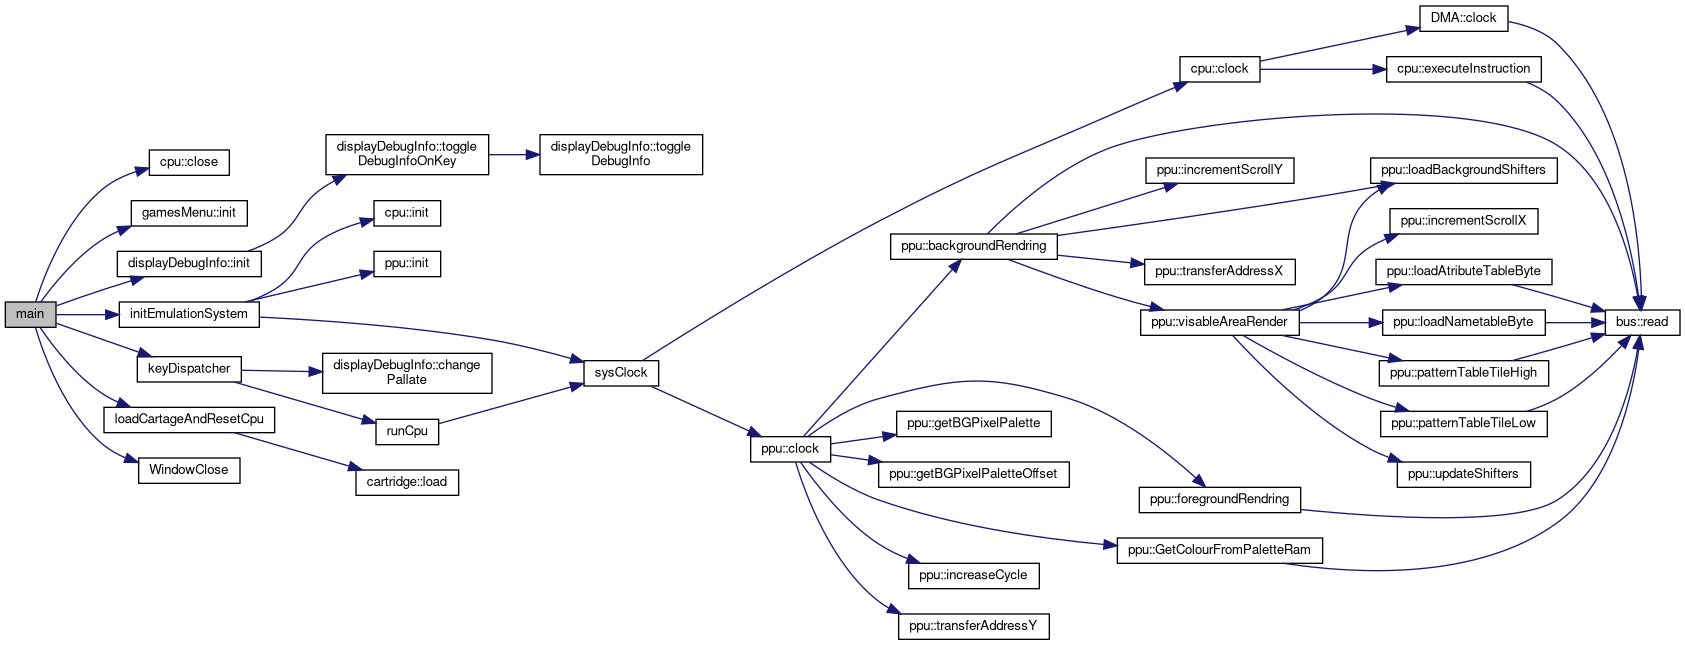 main
cpu::close
gamesMenu::init
displayDebugInfo::init
initEmulationSystem
keyDispatcher
loadCartageAndResetCpu
WindowClose
displayDebugInfo::toggle
DebugInfoOnKey
displayDebugInfo::toggle
DebugInfo
cpu::init
ppu::init
displayDebugInfo::change
Pallate
runCpu
cartridge::load
sysClock
cpu::clock
ppu::clock
DMA::clock
cpu::executeInstruction
ppu::backgroundRendring
ppu::getBGPixelPalette
ppu::getBGPixelPaletteOffset
ppu::increaseCycle
ppu::transferAddressY
ppu::incrementScrollY
ppu::transferAddressX
ppu::visableAreaRender
ppu::foregroundRendring
ppu::GetColourFromPaletteRam
ppu::loadBackgroundShifters
ppu::incrementScrollX
ppu::loadAtributeTableByte
ppu::loadNametableByte
ppu::patternTableTileHigh
ppu::patternTableTileLow
ppu::updateShifters
bus::read